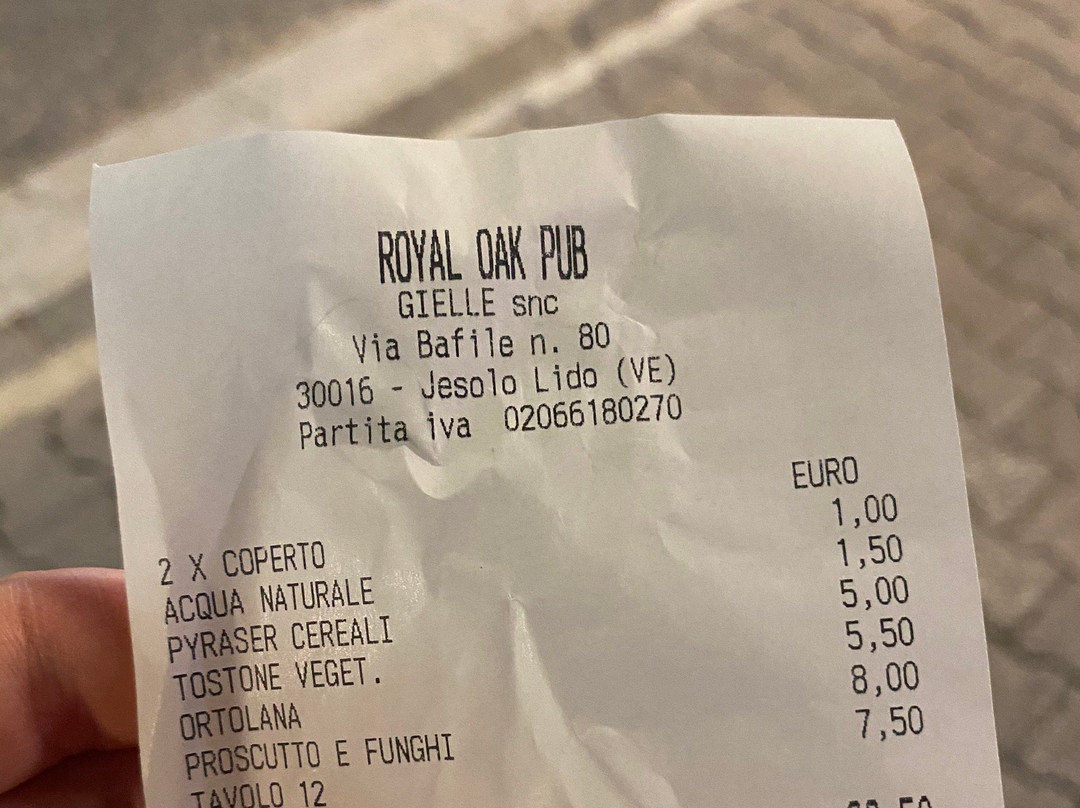 ROYAL OAK PUB
GIELLE snc
Via Bafile n. 80
30016 - Jesolo Lido (VE)
Partita iva 02066180270
EURO
2 X COPERTO 1,00
ACQUA NATURALE 1,50
PYRASER CEREALI 5,00
TOSTONE VEGET. 5,50
ORTOLANA 8,00
PROSCUTTO E FUNGHI 7,50
TAVOLO 12